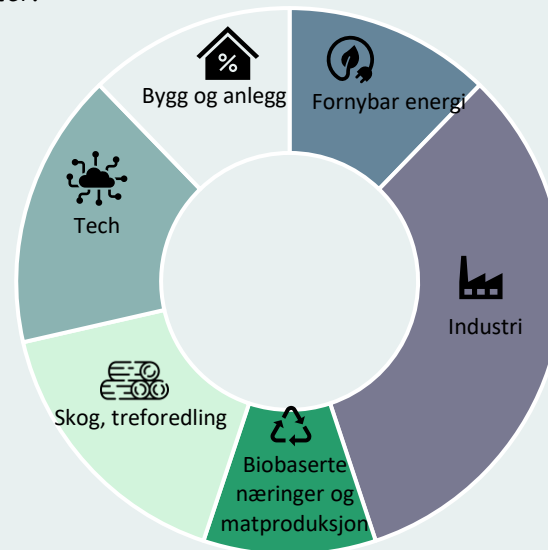 %
Bygg og anlegg
Fornybar energi
Tech
Industri
Skog, treforedling
Biobaserte
næringer og
matproduksjon